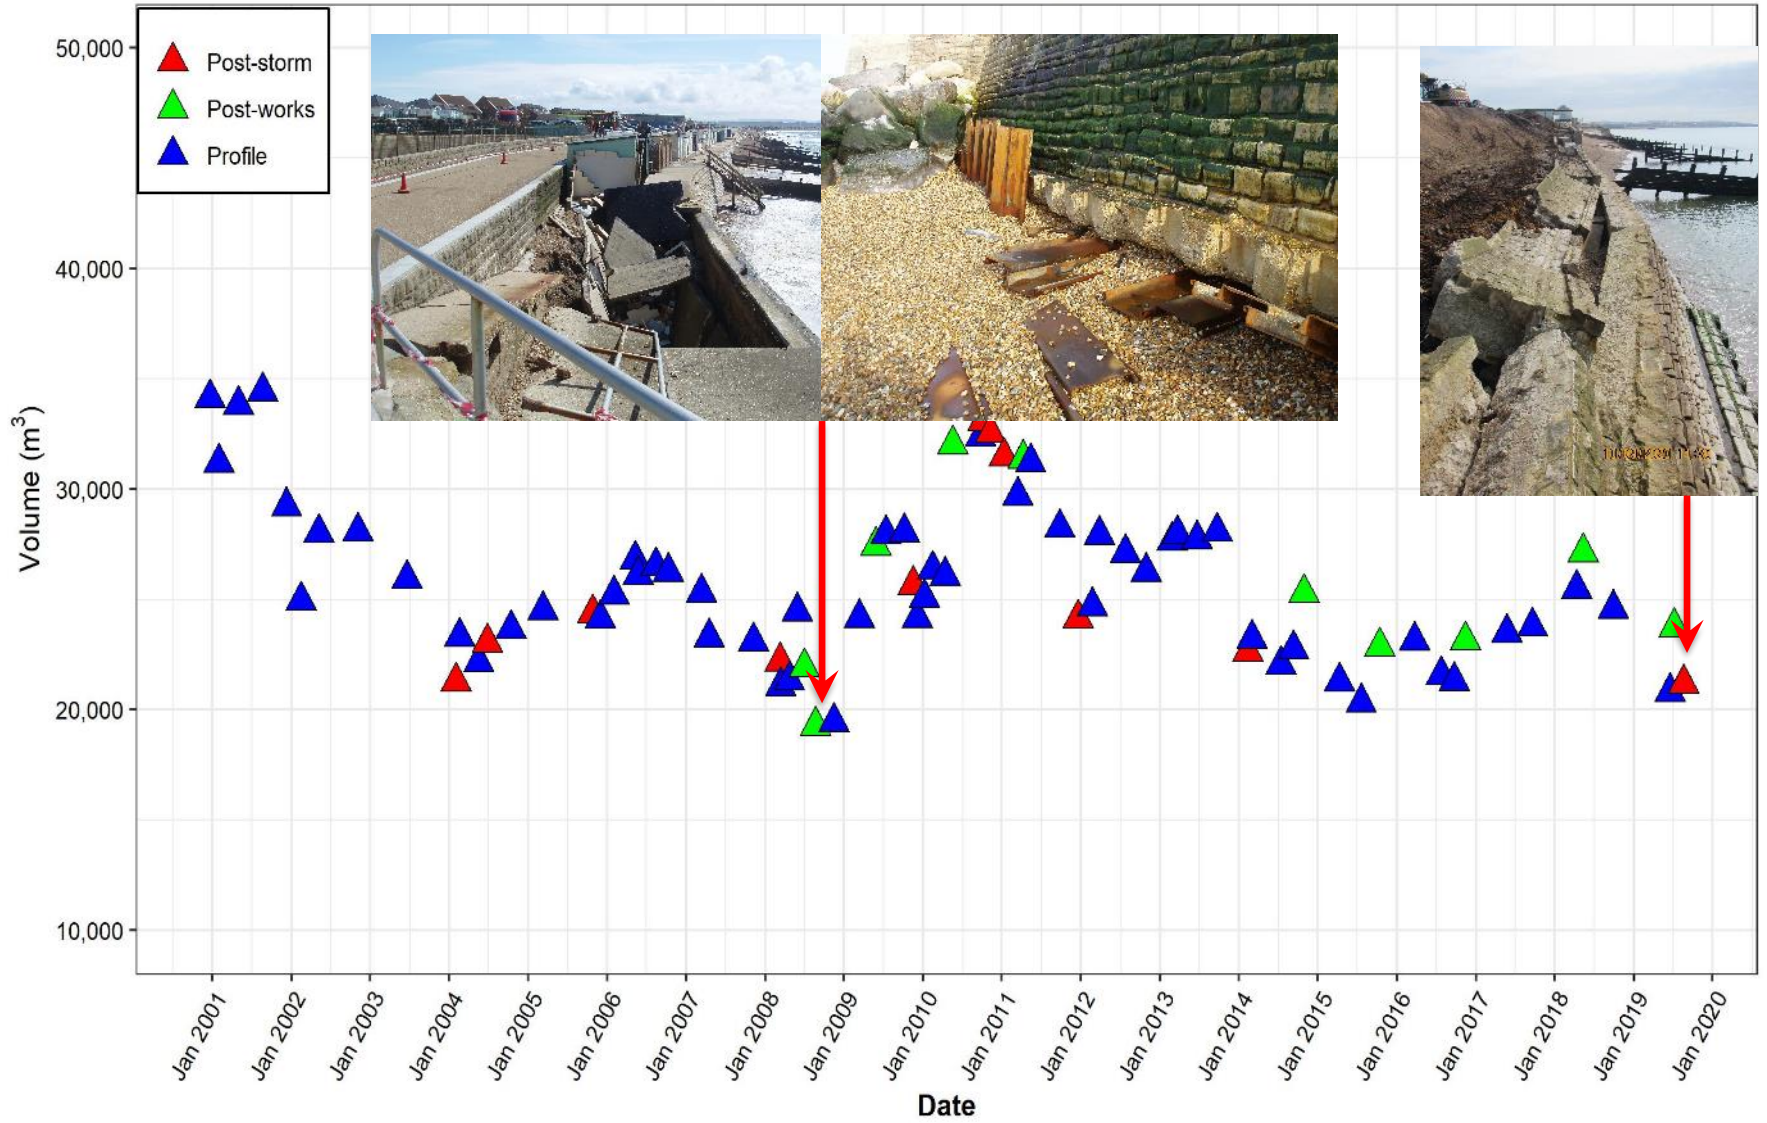 Post-storm
Post-works
Profile
50,000
40,000
30,000
20,000
10,000
Volume (m³)
Jan 2001
Jan 2002
Jan 2003
Jan 2004
Jan 2005
Jan 2006
Jan 2007
Jan 2008
Jan 2009
Jan 2010
Jan 2011
Jan 2012
Jan 2013
Jan 2014
Jan 2015
Jan 2016
Jan 2017
Jan 2018
Jan 2019
Jan 2020
Date